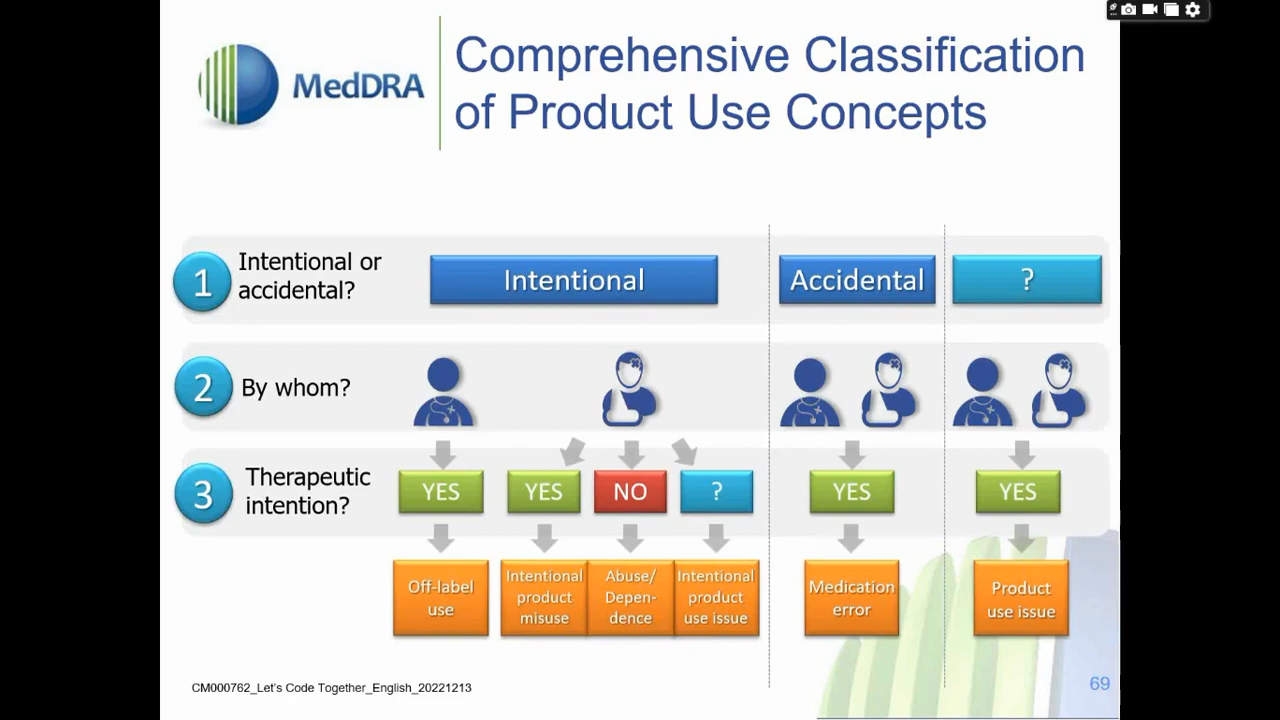 MedDRA
Comprehensive Classification
of Product Use Concepts
1
Intentional or
accidental?
Intentional
Accidental
?
2
By whom?
3
Therapeutic
intention?
YES
YES
NO
?
YES
YES
Off-label
use
Intentional
product
misuse
Abuse/
Depen-
dence
Intentional
product
use issue
Medication
error
Product
use issue
CM000762_Let's Code Together_English_20221213
69